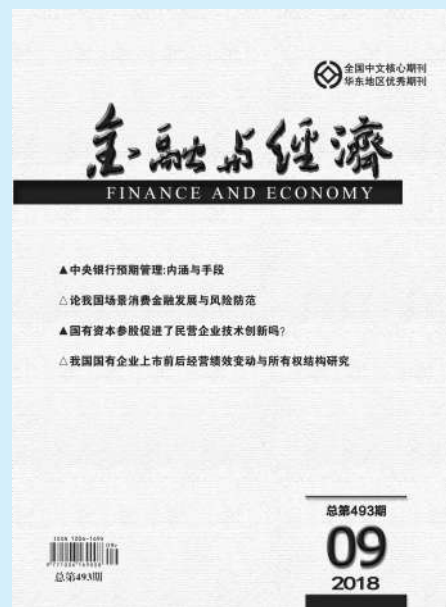 全国中文核心期刊
华东地区优秀期刊
金融与经濟
FINANCE AND ECONOMY
▲中央银行预期管理:内涵与手段
△论我国场景消费金融发展与风险防范
▲国有资本参股促进了民营企业技术创新吗?
△我国国有企业上市前后经营绩效变动与所有权结构研究
总第493期
09
2018
ISSN 1006-169X
总第493期